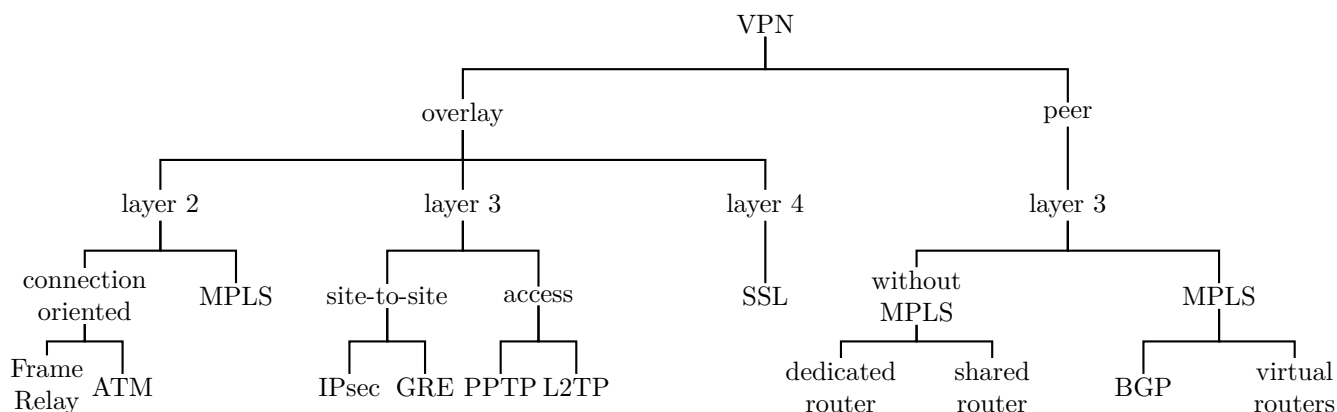 VPN
overlay
peer
layer 2
layer 3
layer 4
layer 3
connection
oriented
MPLS
site-to-site
access
SSL
without
MPLS
MPLS
Frame
Relay
ATM
IPsec
GRE
PPTP
L2TP
dedicated
router
shared
router
BGP
virtual
routers